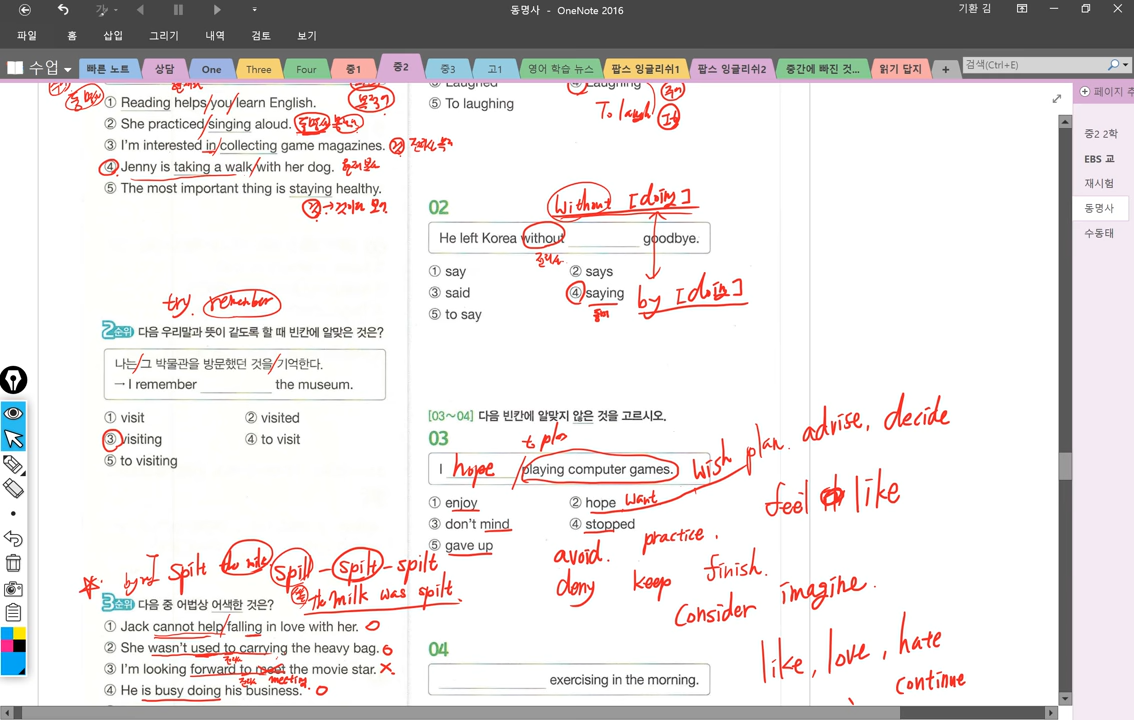 동명사 - OneNote 2016
기환 김
파일 홈 삽입 그리기 내역 검토 보기
수업 빠른 노트 상담 One Three Four 중1 중2 중3 고1 영어 학습 뉴스 팝스 잉글리쉬1 팝스 잉글리쉬2 중간에 빠진 것... 읽기 답지 + 검색(Ctrl+E)
페이지 추
중2 2학
EBS 교
재시험
동명사
수동태
① Reading helps you learn English.
② She practiced singing aloud.
③ I'm interested in collecting game magazines.
④ Jenny is taking a walk with her dog.
⑤ The most important thing is staying healthy.
try. remember
2순위 다음 우리말과 뜻이 같도록 할 때 빈칸에 알맞은 것은?
나는 그 박물관을 방문했던 것을 기억한다.
→ I remember ________ the museum.
① visit ② visited
③ visiting ④ to visit
⑤ to visiting
I spilt the milk. spill - spilt - spilt
the milk was spilt
3순위 다음 중 어법상 어색한 것은?
① Jack cannot help falling in love with her. O
② She wasn't used to carrying the heavy bag.
③ I'm looking forward to meet the movie star. X
meeting
④ He is busy doing his business. O
③ Laughed ④ Laughing
⑤ To laughing
To laugh
02
without [doing]
He left Korea without ________ goodbye.
① say ② says
③ said ④ saying
⑤ to say
by [doing]
[03~04] 다음 빈칸에 알맞지 않은 것을 고르시오.
03
to play
I hope playing computer games.
① enjoy ② hope want
③ don't mind ④ stopped
⑤ gave up
wish plan. advise, decide
feel like
avoid. practice.
deny keep finish.
Consider imagine.
like, love, hate
continue
04
________ exercising in the morning.